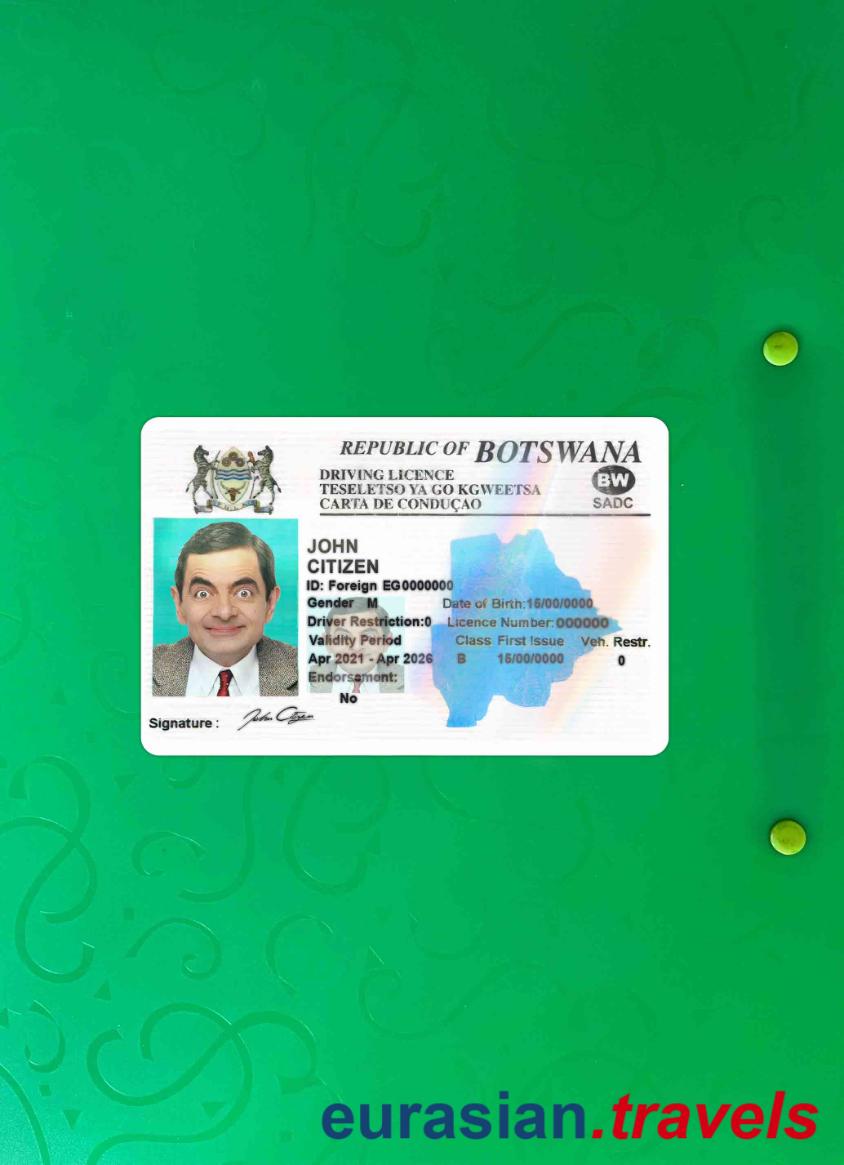 REPUBLIC OF BOTSWANA
DRIVING LICENCE
TESELETSO YA GO KGWEETSA
CARTA DE CONDUÇAO
BW
SADC
JOHN
CITIZEN
ID: Foreign EG0000000
Gender M Date of Birth:15/00/0000
Driver Restriction:0 Licence Number:000000
Validity Period Class First Issue Veh. Restr.
Apr 2021 - Apr 2026 B 15/00/0000 0
Endorsement:
No
Signature : John Citizen
eurasian.travels